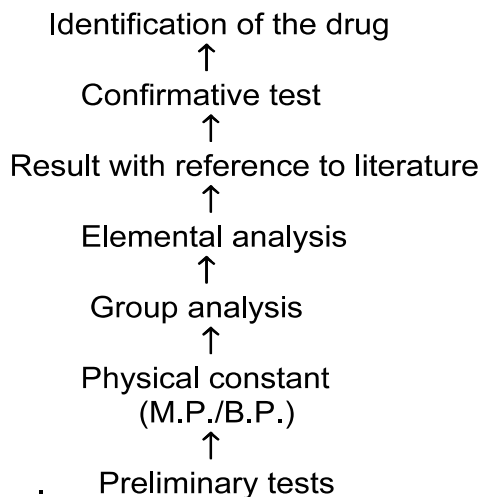 Identification of the drug
↑
Confirmative test
↑
Result with reference to literature
↑
Elemental analysis
↑
Group analysis
↑
Physical constant
(M.P./B.P.)
↑
. Preliminary tests